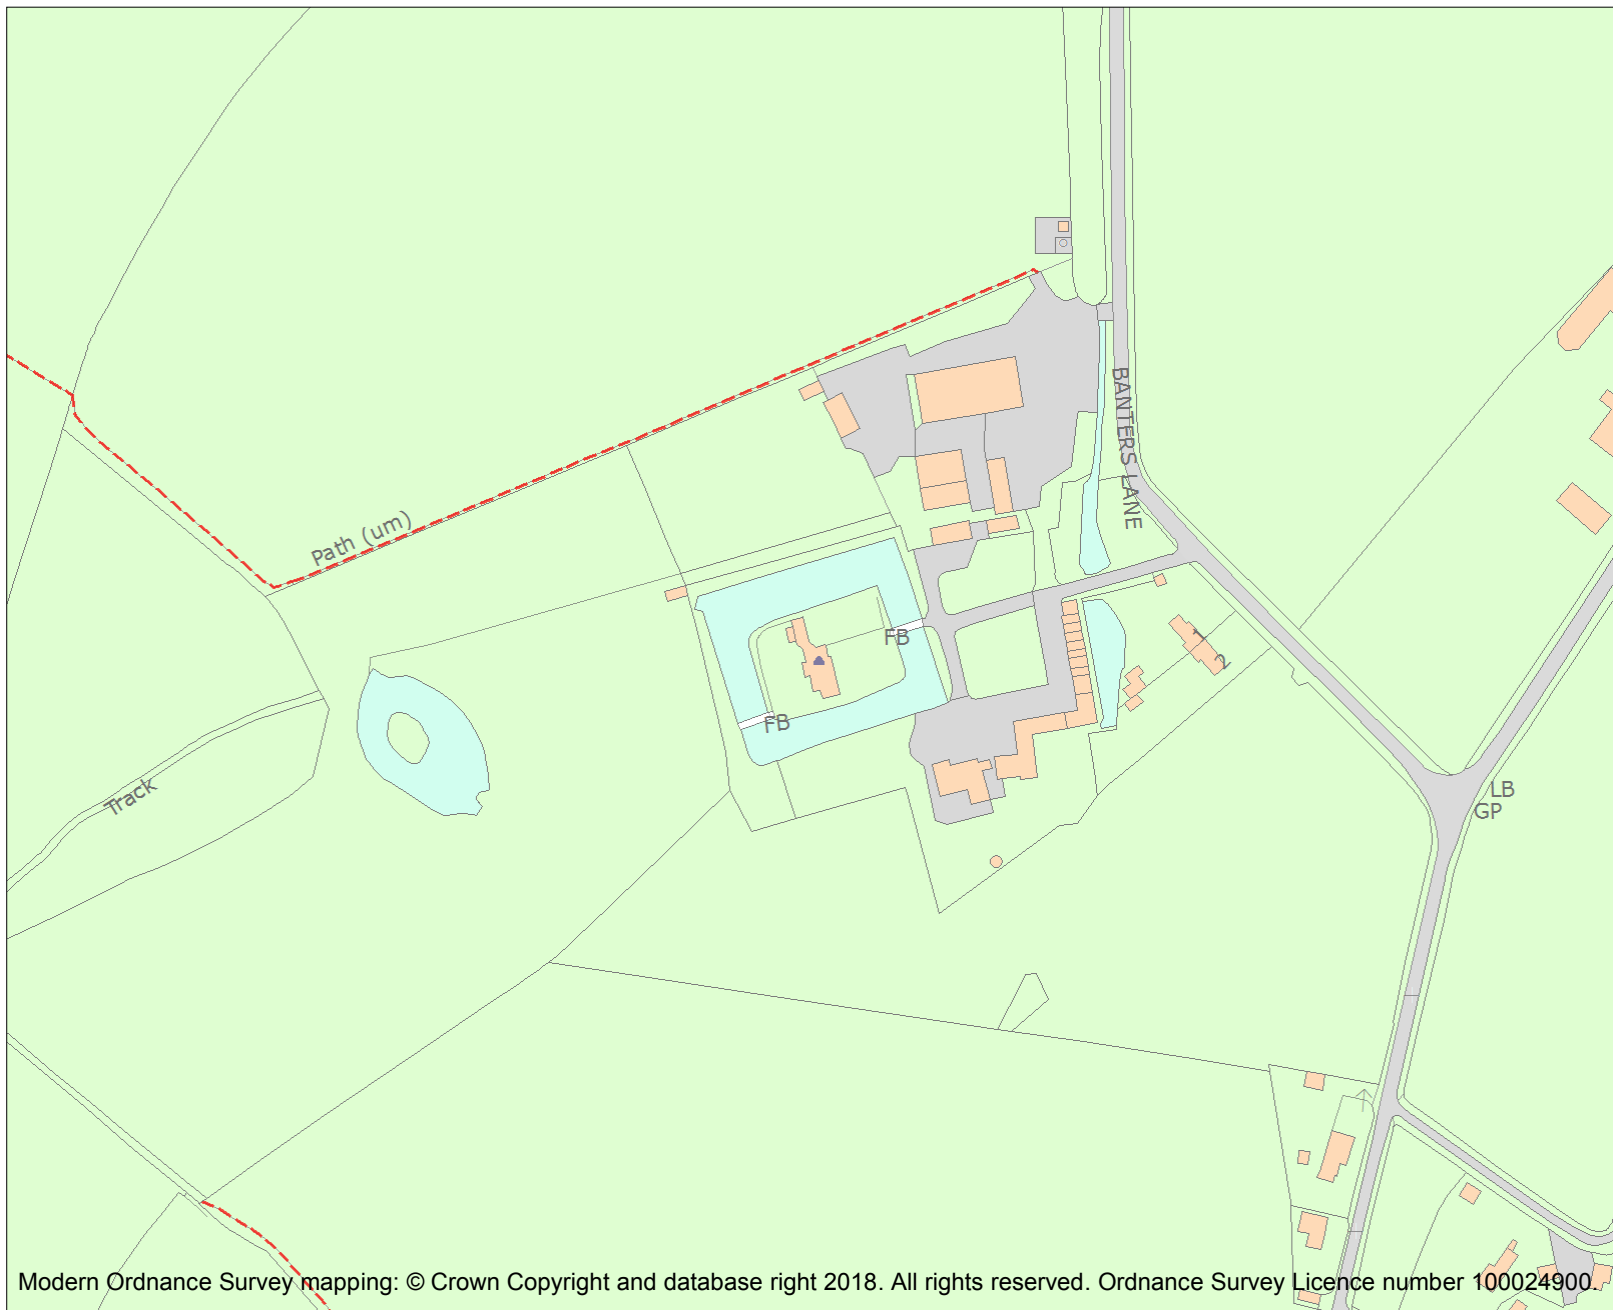 BANTERS LANE
Path (um)
FB
1
2
FB
Track
LB
GP
Modern Ordnance Survey mapping: © Crown Copyright and database right 2018. All rights reserved. Ordnance Survey Licence number 100024900.